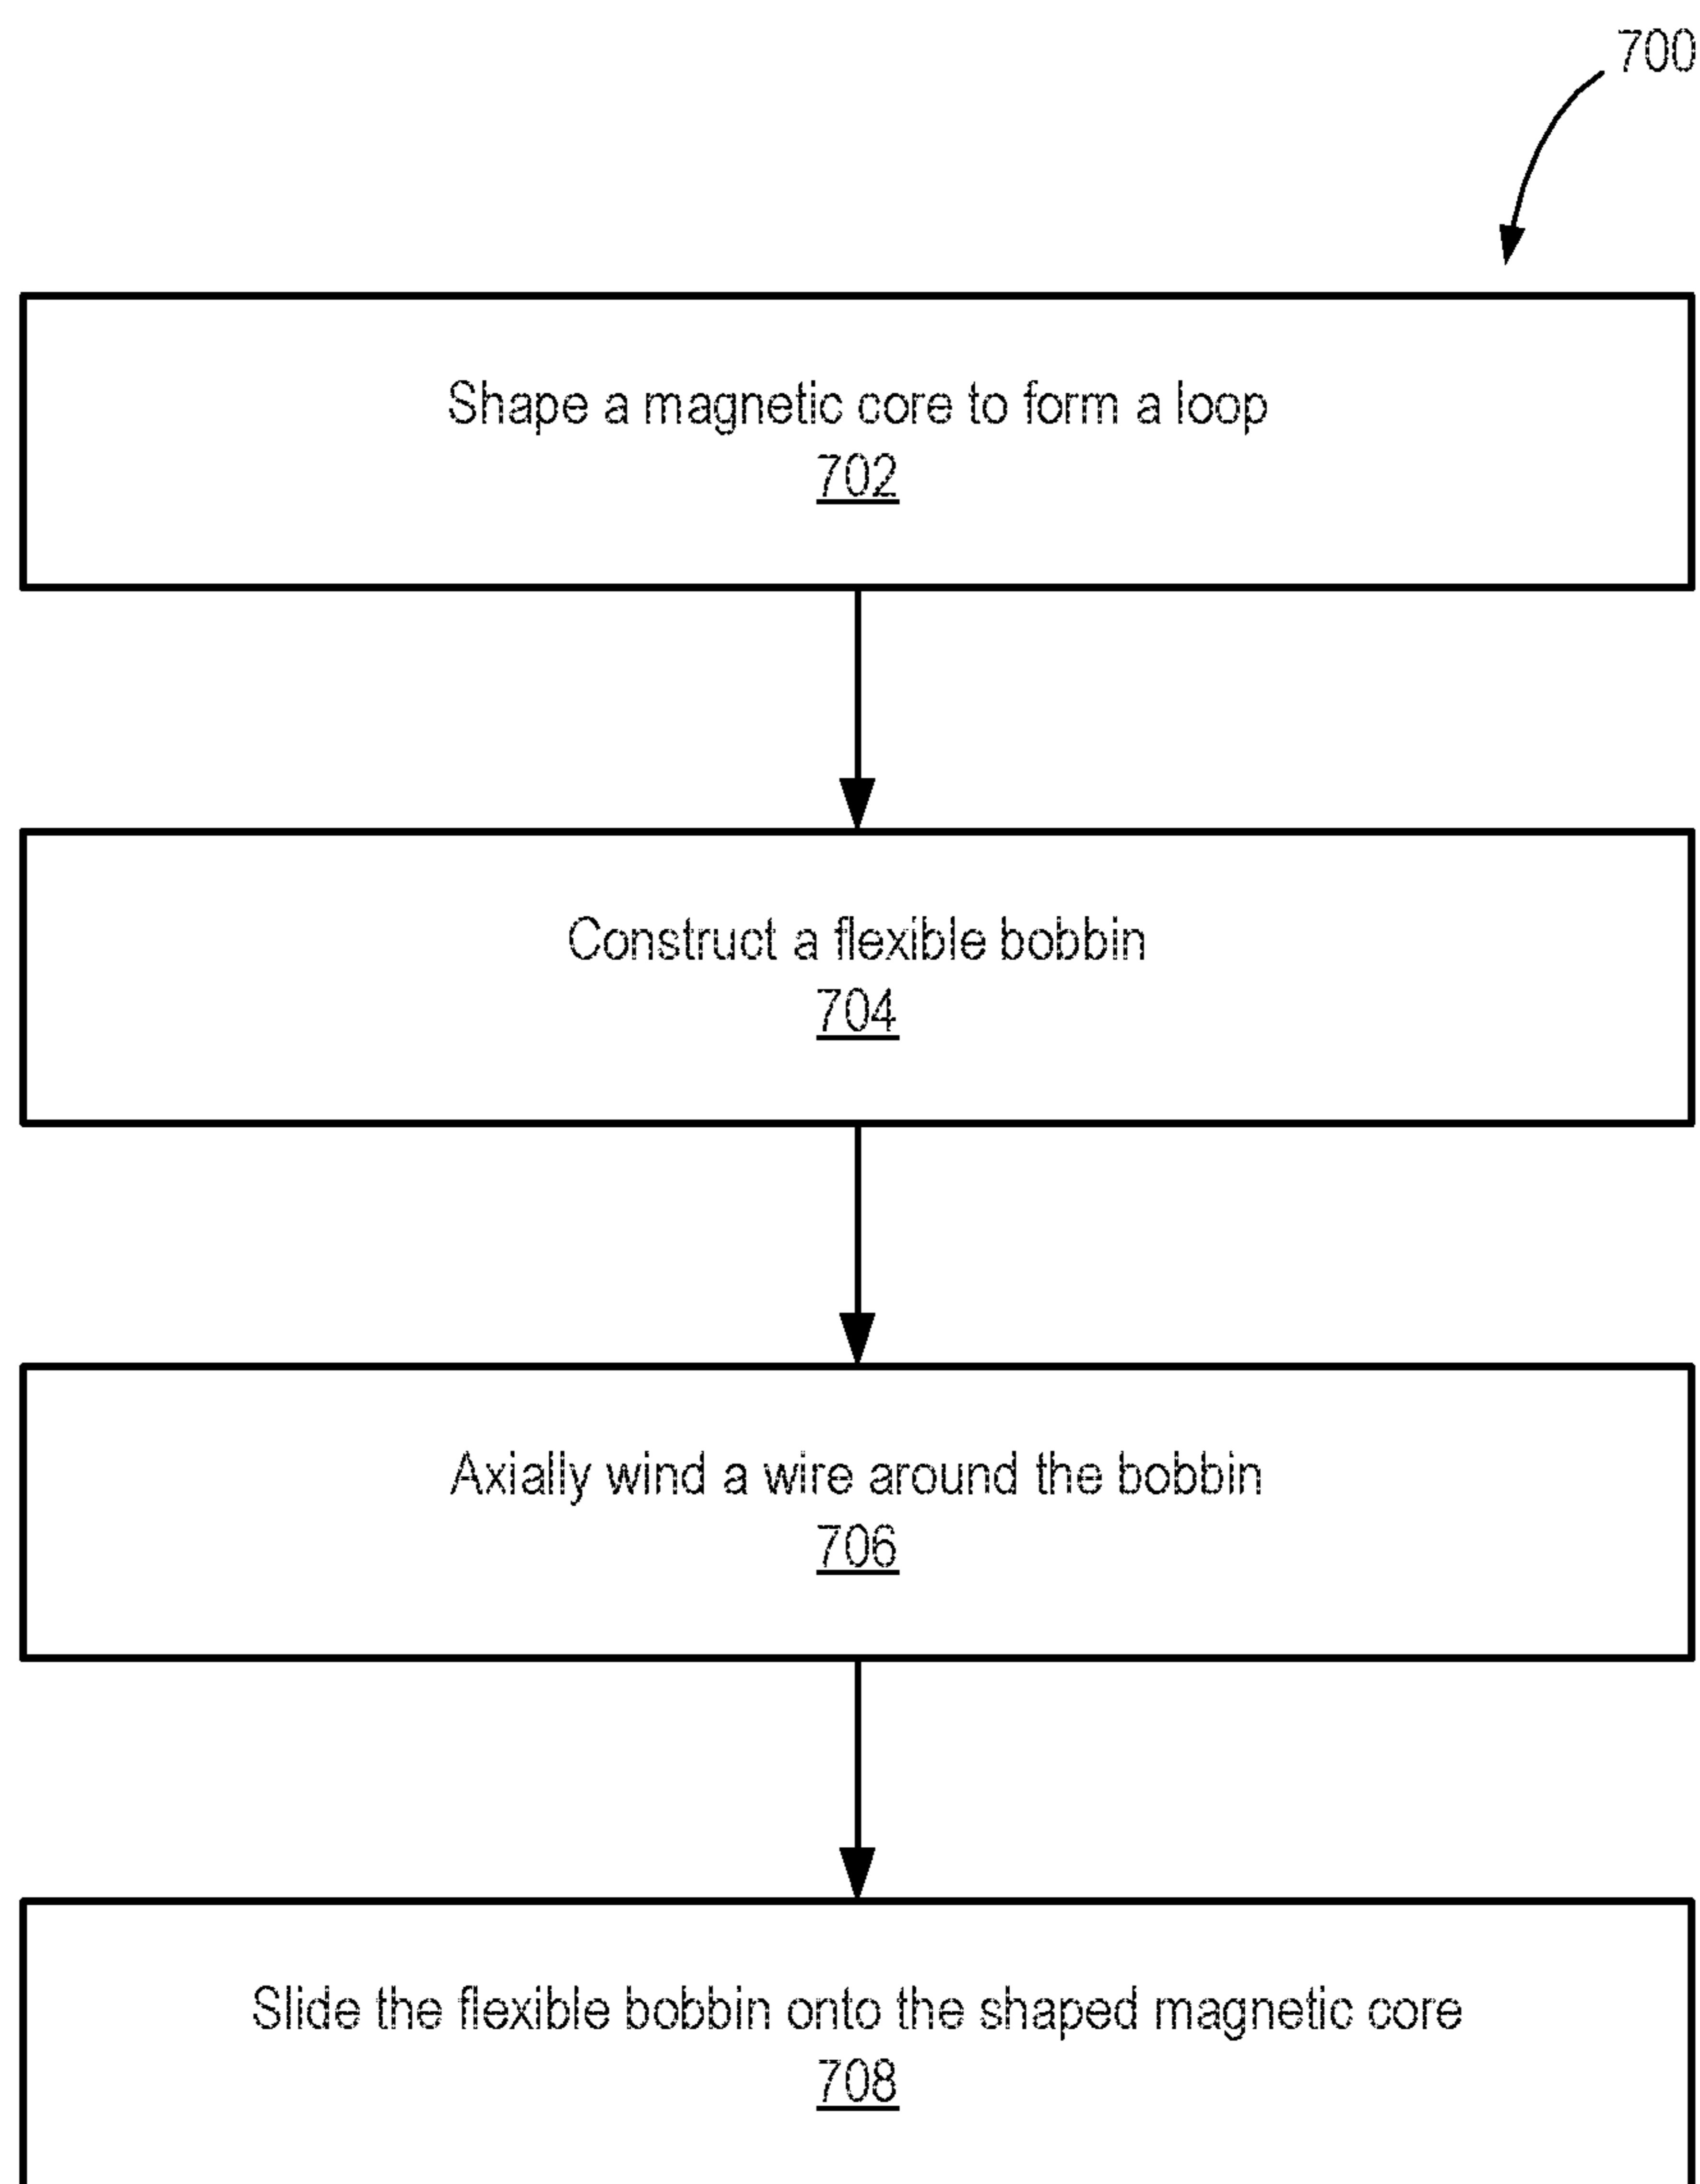 700
Shape a magnetic core to form a loop
702
Construct a flexible bobbin
704
Axially wind a wire around the bobbin
706
Slide the flexible bobbin onto the shaped magnetic core
708